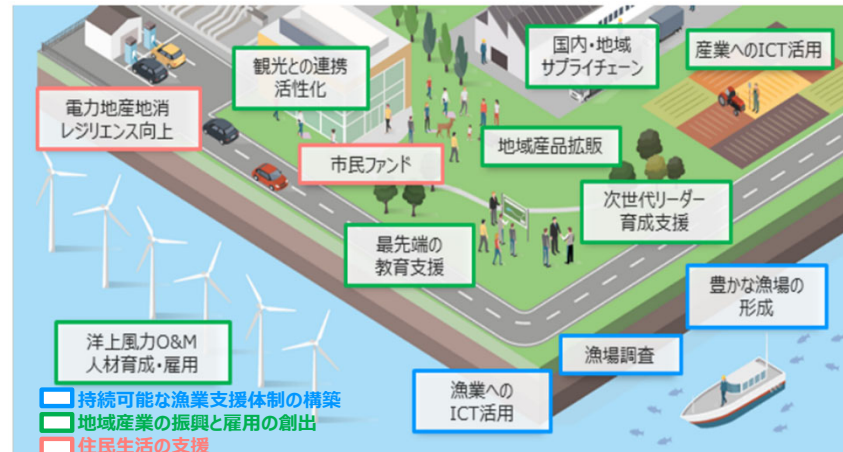 国内・地域
サプライチェーン
産業へのICT活用
観光との連携
活性化
電力地産地消
レジリエンス向上
地域産品拡販
市民ファンド
次世代リーダー
育成支援
最先端の
教育支援
豊かな漁場の
形成
洋上風力O&M
人材育成・雇用
漁場調査
漁業への
ICT活用
持続可能な漁業支援体制の構築
地域産業の振興と雇用の創出
住民生活の支援